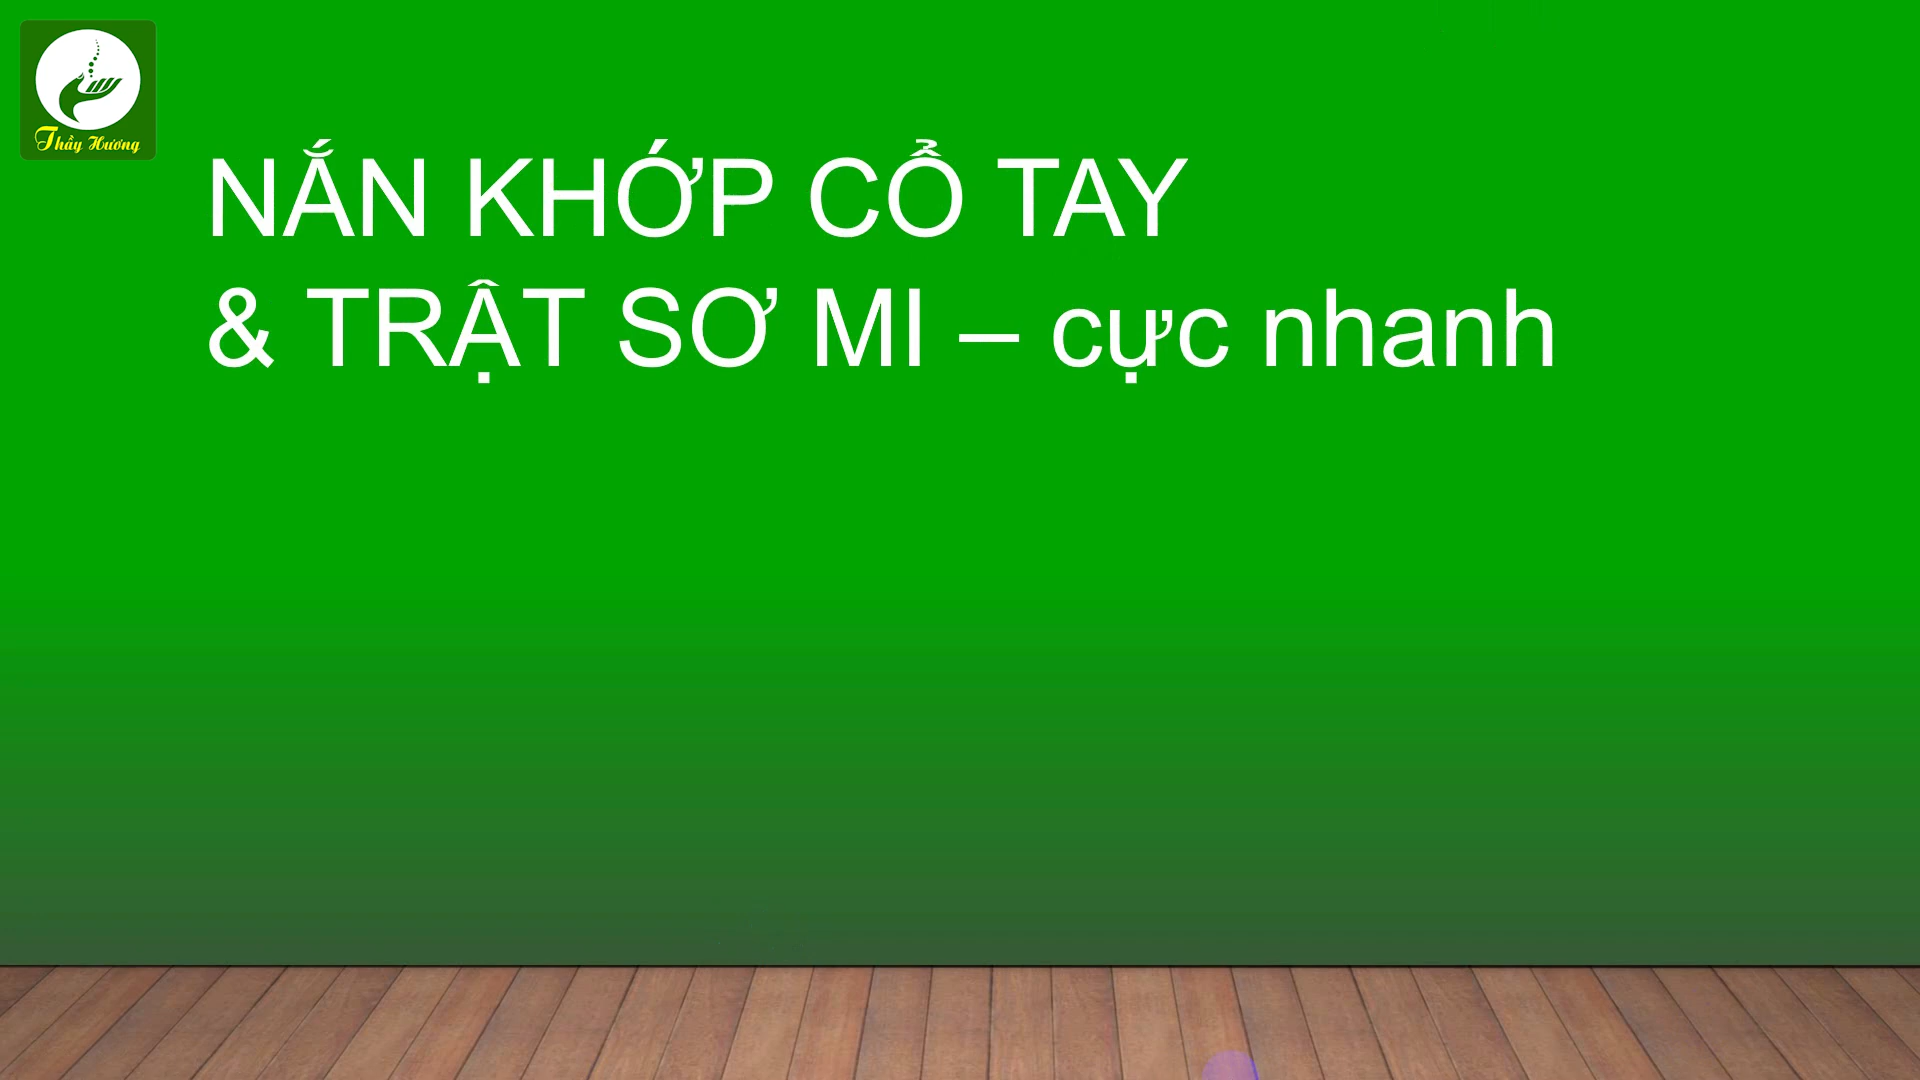 Thầy Hương
NẮN KHỚP CỔ TAY
& TRẬT SƠ MI – cực nhanh